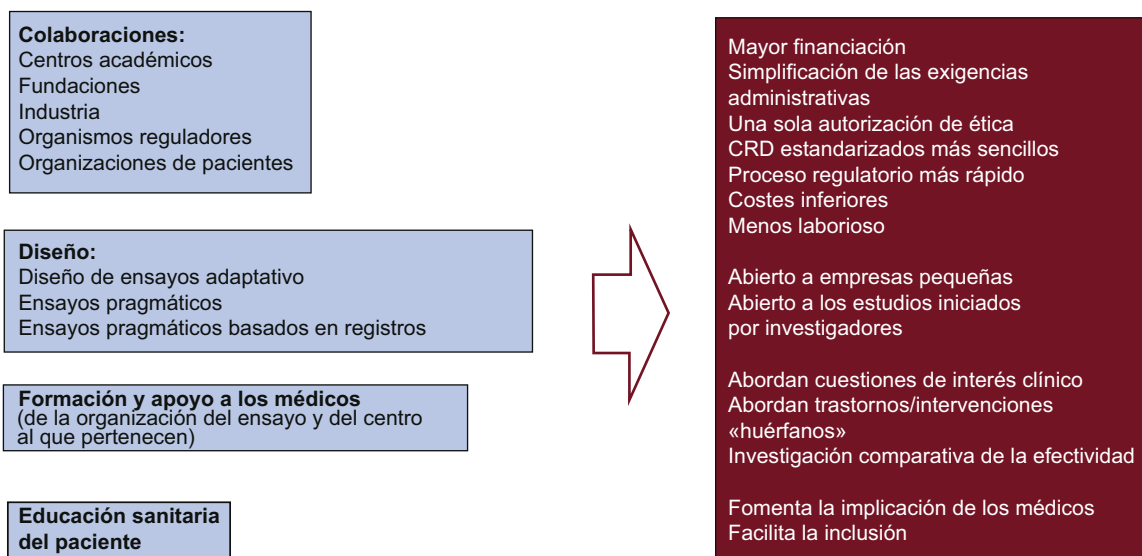 Colaboraciones:
Centros académicos
Fundaciones
Industria
Organismos reguladores
Organizaciones de pacientes
Diseño:
Diseño de ensayos adaptativo
Ensayos pragmáticos
Ensayos pragmáticos basados en registros
Formación y apoyo a los médicos
(de la organización del ensayo y del centro
al que pertenecen)
Educación sanitaria
del paciente
Mayor financiación
Simplificación de las exigencias
administrativas
Una sola autorización de ética
CRD estandarizados más sencillos
Proceso regulatorio más rápido
Costes inferiores
Menos laborioso
Abierto a empresas pequeñas
Abierto a los estudios iniciados
por investigadores
Abordan cuestiones de interés clínico
Abordan trastornos/intervenciones
«huérfanos»
Investigación comparativa de la efectividad
Fomenta la implicación de los médicos
Facilita la inclusión